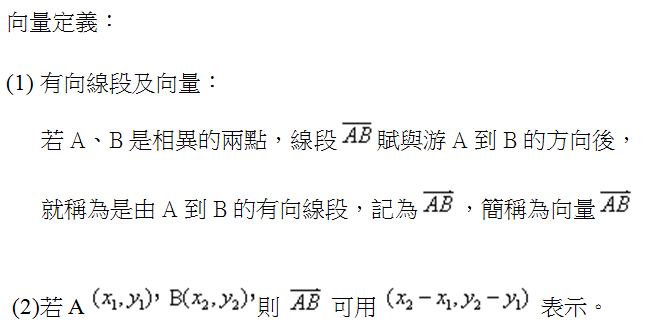 向量定義：
(1) 有向線段及向量：
若 A、B 是相異的兩點，線段 $\overline{AB}$ 賦與游 A 到 B 的方向後，
就稱為是由 A 到 B 的有向線段，記為 $\overrightarrow{AB}$，簡稱為向量 $\overrightarrow{AB}$
(2)若 A $(x_1, y_1)$，B$(x_2, y_2)$，則 $\overrightarrow{AB}$ 可用 $(x_2 - x_1, y_2 - y_1)$ 表示。